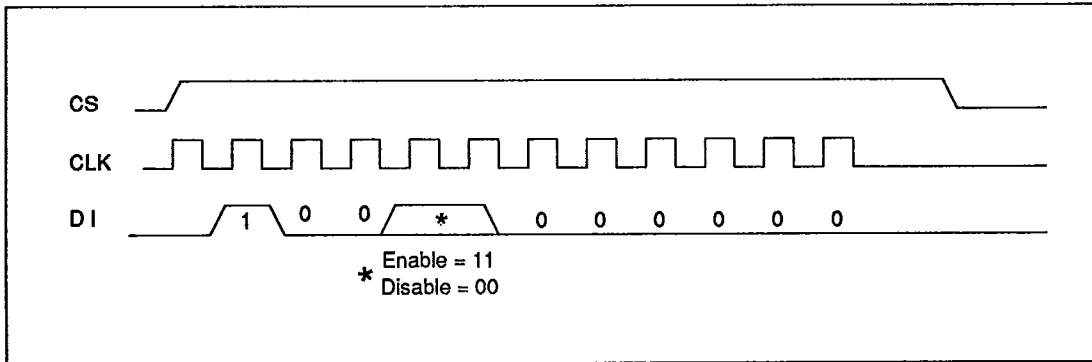 CS
CLK
DI 1 0 0 * 0 0 0 0 0 0
* Enable = 11
Disable = 00